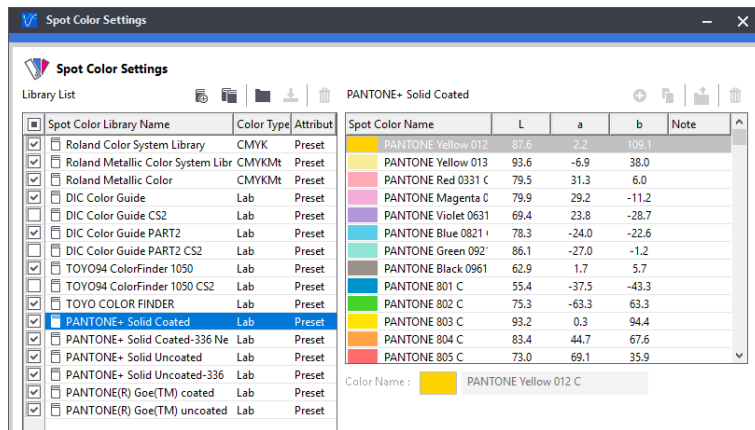 Spot Color Settings
Spot Color Settings
Library List
PANTONE+ Solid Coated
Spot Color Library Name Color Type Attribut
Roland Color System Library CMYK Preset
Roland Metallic Color System Libr CMYKMt Preset
Roland Metallic Color CMYKMt Preset
DIC Color Guide Lab Preset
DIC Color Guide CS2 Lab Preset
DIC Color Guide PART2 Lab Preset
DIC Color Guide PART2 CS2 Lab Preset
TOYO94 ColorFinder 1050 Lab Preset
TOYO94 ColorFinder 1050 CS2 Lab Preset
TOYO COLOR FINDER Lab Preset
PANTONE+ Solid Coated Lab Preset
PANTONE+ Solid Coated-336 Ne Lab Preset
PANTONE+ Solid Uncoated Lab Preset
PANTONE+ Solid Uncoated-336 Lab Preset
PANTONE(R) Goe(TM) coated Lab Preset
PANTONE(R) Goe(TM) uncoated Lab Preset
Spot Color Name L a b Note
PANTONE Yellow 012 87.6 2.2 109.1
PANTONE Yellow 013 93.6 -6.9 38.0
PANTONE Red 0331 C 79.5 31.3 6.0
PANTONE Magenta 0 79.9 29.2 -11.2
PANTONE Violet 0631 69.4 23.8 -28.7
PANTONE Blue 0821 78.3 -24.0 -22.6
PANTONE Green 092 86.1 -27.0 -1.2
PANTONE Black 0961 62.9 1.7 5.7
PANTONE 801 C 55.4 -37.5 -43.3
PANTONE 802 C 75.3 -63.3 63.3
PANTONE 803 C 93.2 0.3 94.4
PANTONE 804 C 83.4 44.7 67.6
PANTONE 805 C 73.0 69.1 35.9
Color Name : PANTONE Yellow 012 C